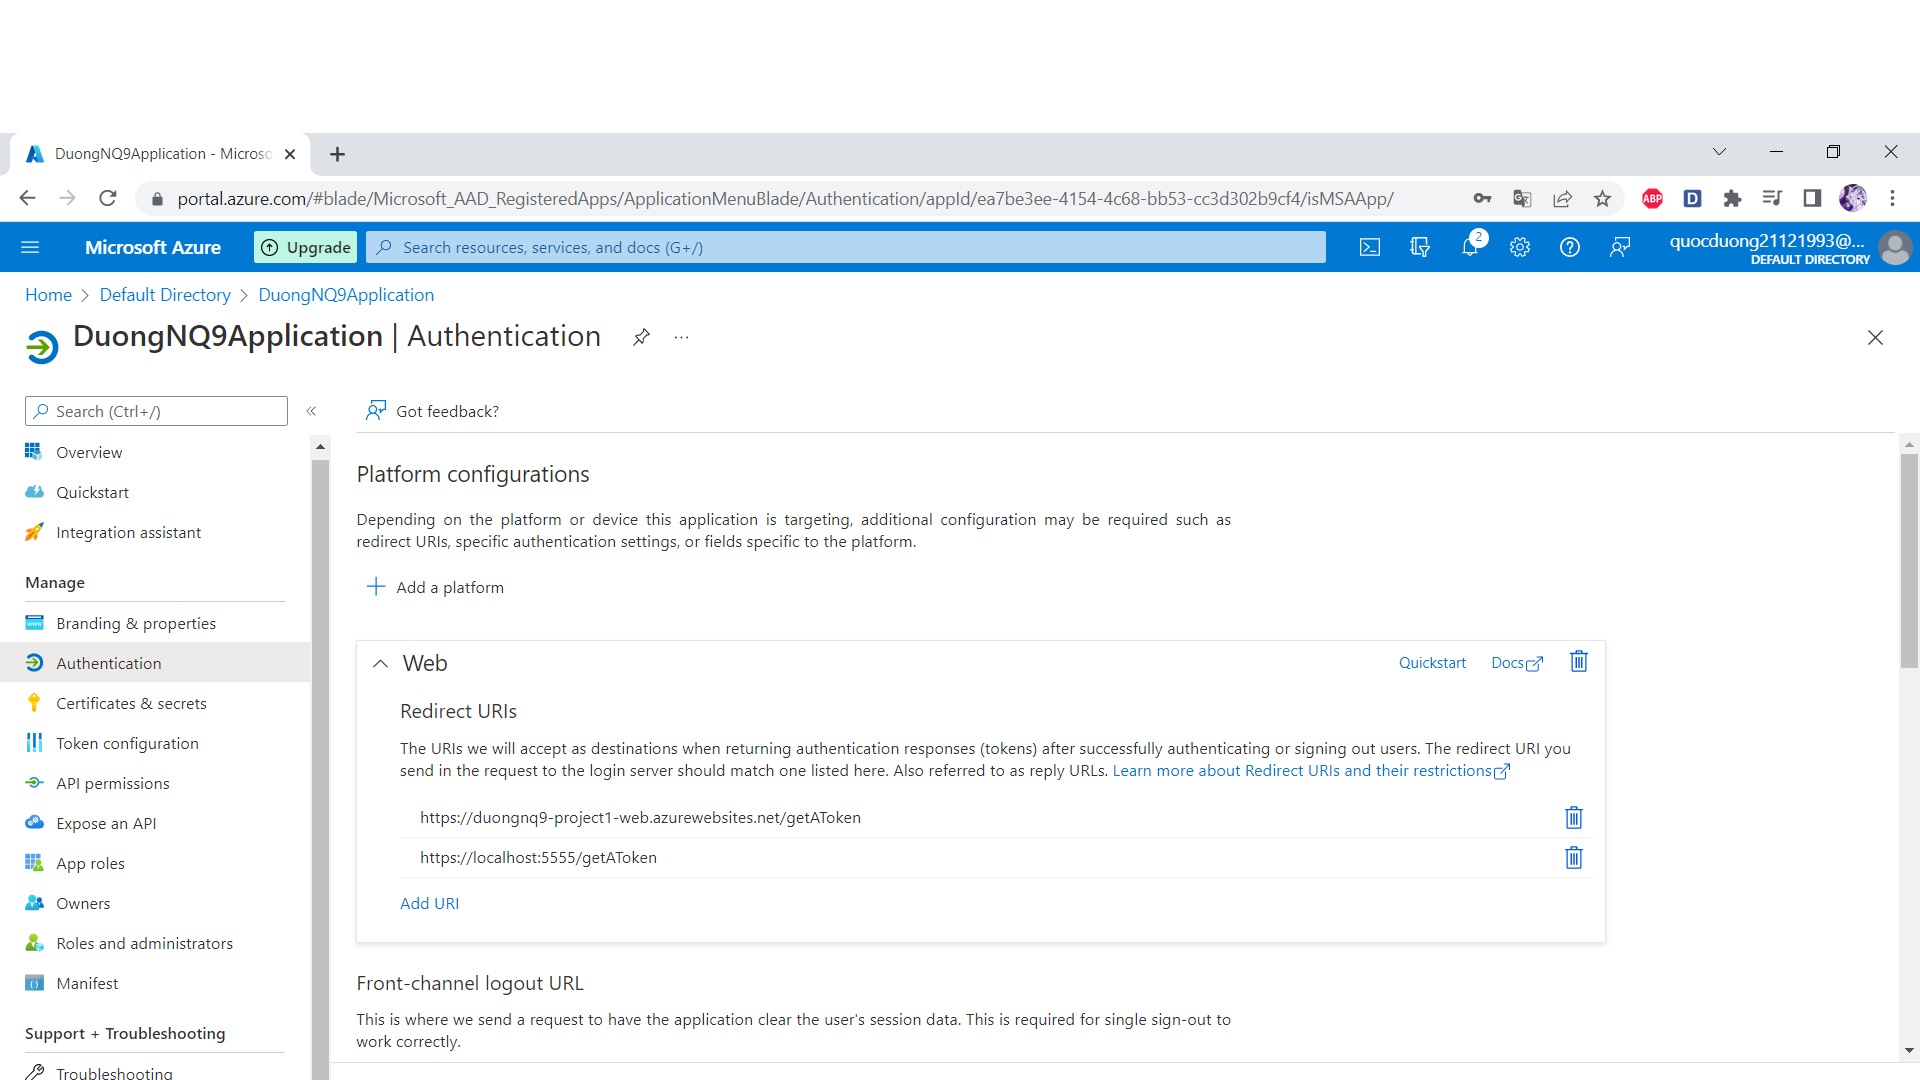 DuongNQ9Application - Microso
portal.azure.com/#blade/Microsoft_AAD_RegisteredApps/ApplicationMenuBlade/Authentication/appId/ea7be3ee-4154-4c68-bb53-cc3d302b9cf4/isMSAApp/
ABP
D
Microsoft Azure
Upgrade
Search resources, services, and docs (G+/)
2
quocduong21121993@...
DEFAULT DIRECTORY
Home > Default Directory > DuongNQ9Application
DuongNQ9Application | Authentication
Search (Ctrl+/)
«
Got feedback?
Overview
Quickstart
Integration assistant
Manage
Branding & properties
Authentication
Certificates & secrets
Token configuration
API permissions
Expose an API
App roles
Owners
Roles and administrators
Manifest
Support + Troubleshooting
Troubleshooting
Platform configurations
Depending on the platform or device this application is targeting, additional configuration may be required such as
redirect URIs, specific authentication settings, or fields specific to the platform.
Add a platform
Web
Quickstart
Docs
Redirect URIs
The URIs we will accept as destinations when returning authentication responses (tokens) after successfully authenticating or signing out users. The redirect URI you
send in the request to the login server should match one listed here. Also referred to as reply URLs. Learn more about Redirect URIs and their restrictions
https://duongnq9-project1-web.azurewebsites.net/getAToken
https://localhost:5555/getAToken
Add URI
Front-channel logout URL
This is where we send a request to have the application clear the user's session data. This is required for single sign-out to
work correctly.